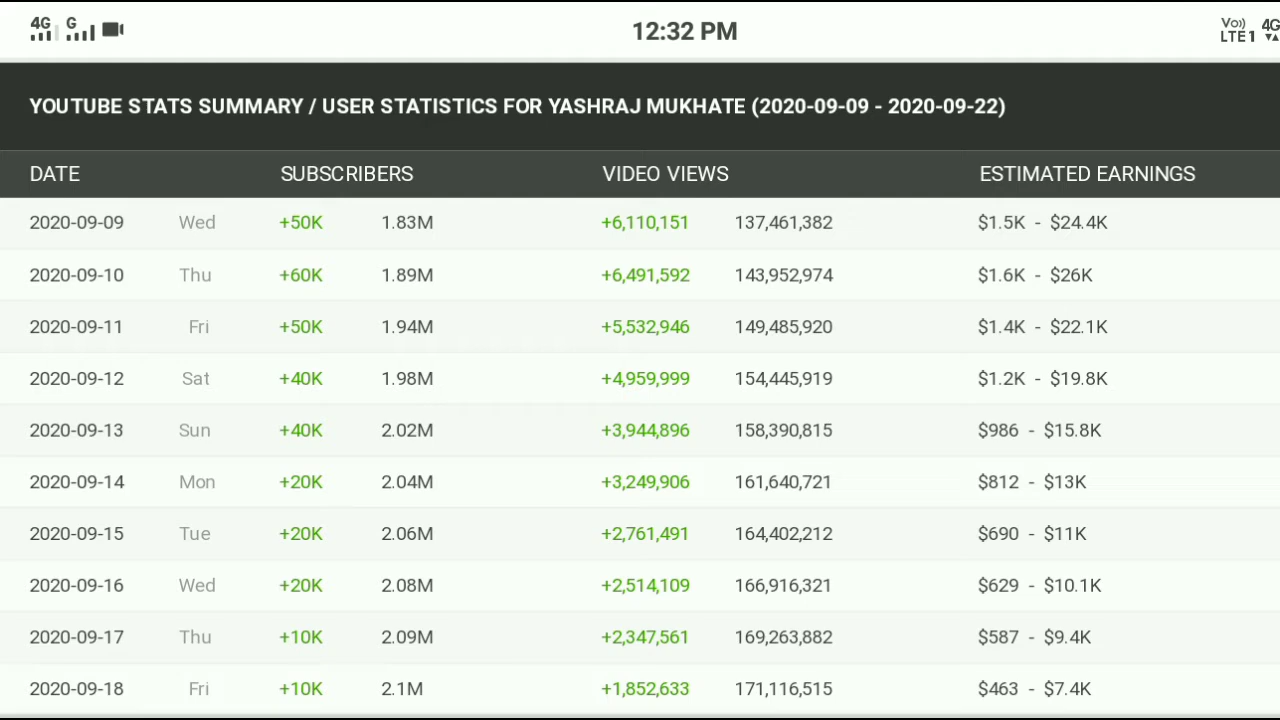 4G G 12:32 PM Vo)) LTE1 4G
YOUTUBE STATS SUMMARY / USER STATISTICS FOR YASHRAJ MUKHATE (2020-09-09 - 2020-09-22)
DATE SUBSCRIBERS VIDEO VIEWS ESTIMATED EARNINGS
2020-09-09 Wed +50K 1.83M +6,110,151 137,461,382 $1.5K - $24.4K
2020-09-10 Thu +60K 1.89M +6,491,592 143,952,974 $1.6K - $26K
2020-09-11 Fri +50K 1.94M +5,532,946 149,485,920 $1.4K - $22.1K
2020-09-12 Sat +40K 1.98M +4,959,999 154,445,919 $1.2K - $19.8K
2020-09-13 Sun +40K 2.02M +3,944,896 158,390,815 $986 - $15.8K
2020-09-14 Mon +20K 2.04M +3,249,906 161,640,721 $812 - $13K
2020-09-15 Tue +20K 2.06M +2,761,491 164,402,212 $690 - $11K
2020-09-16 Wed +20K 2.08M +2,514,109 166,916,321 $629 - $10.1K
2020-09-17 Thu +10K 2.09M +2,347,561 169,263,882 $587 - $9.4K
2020-09-18 Fri +10K 2.1M +1,852,633 171,116,515 $463 - $7.4K